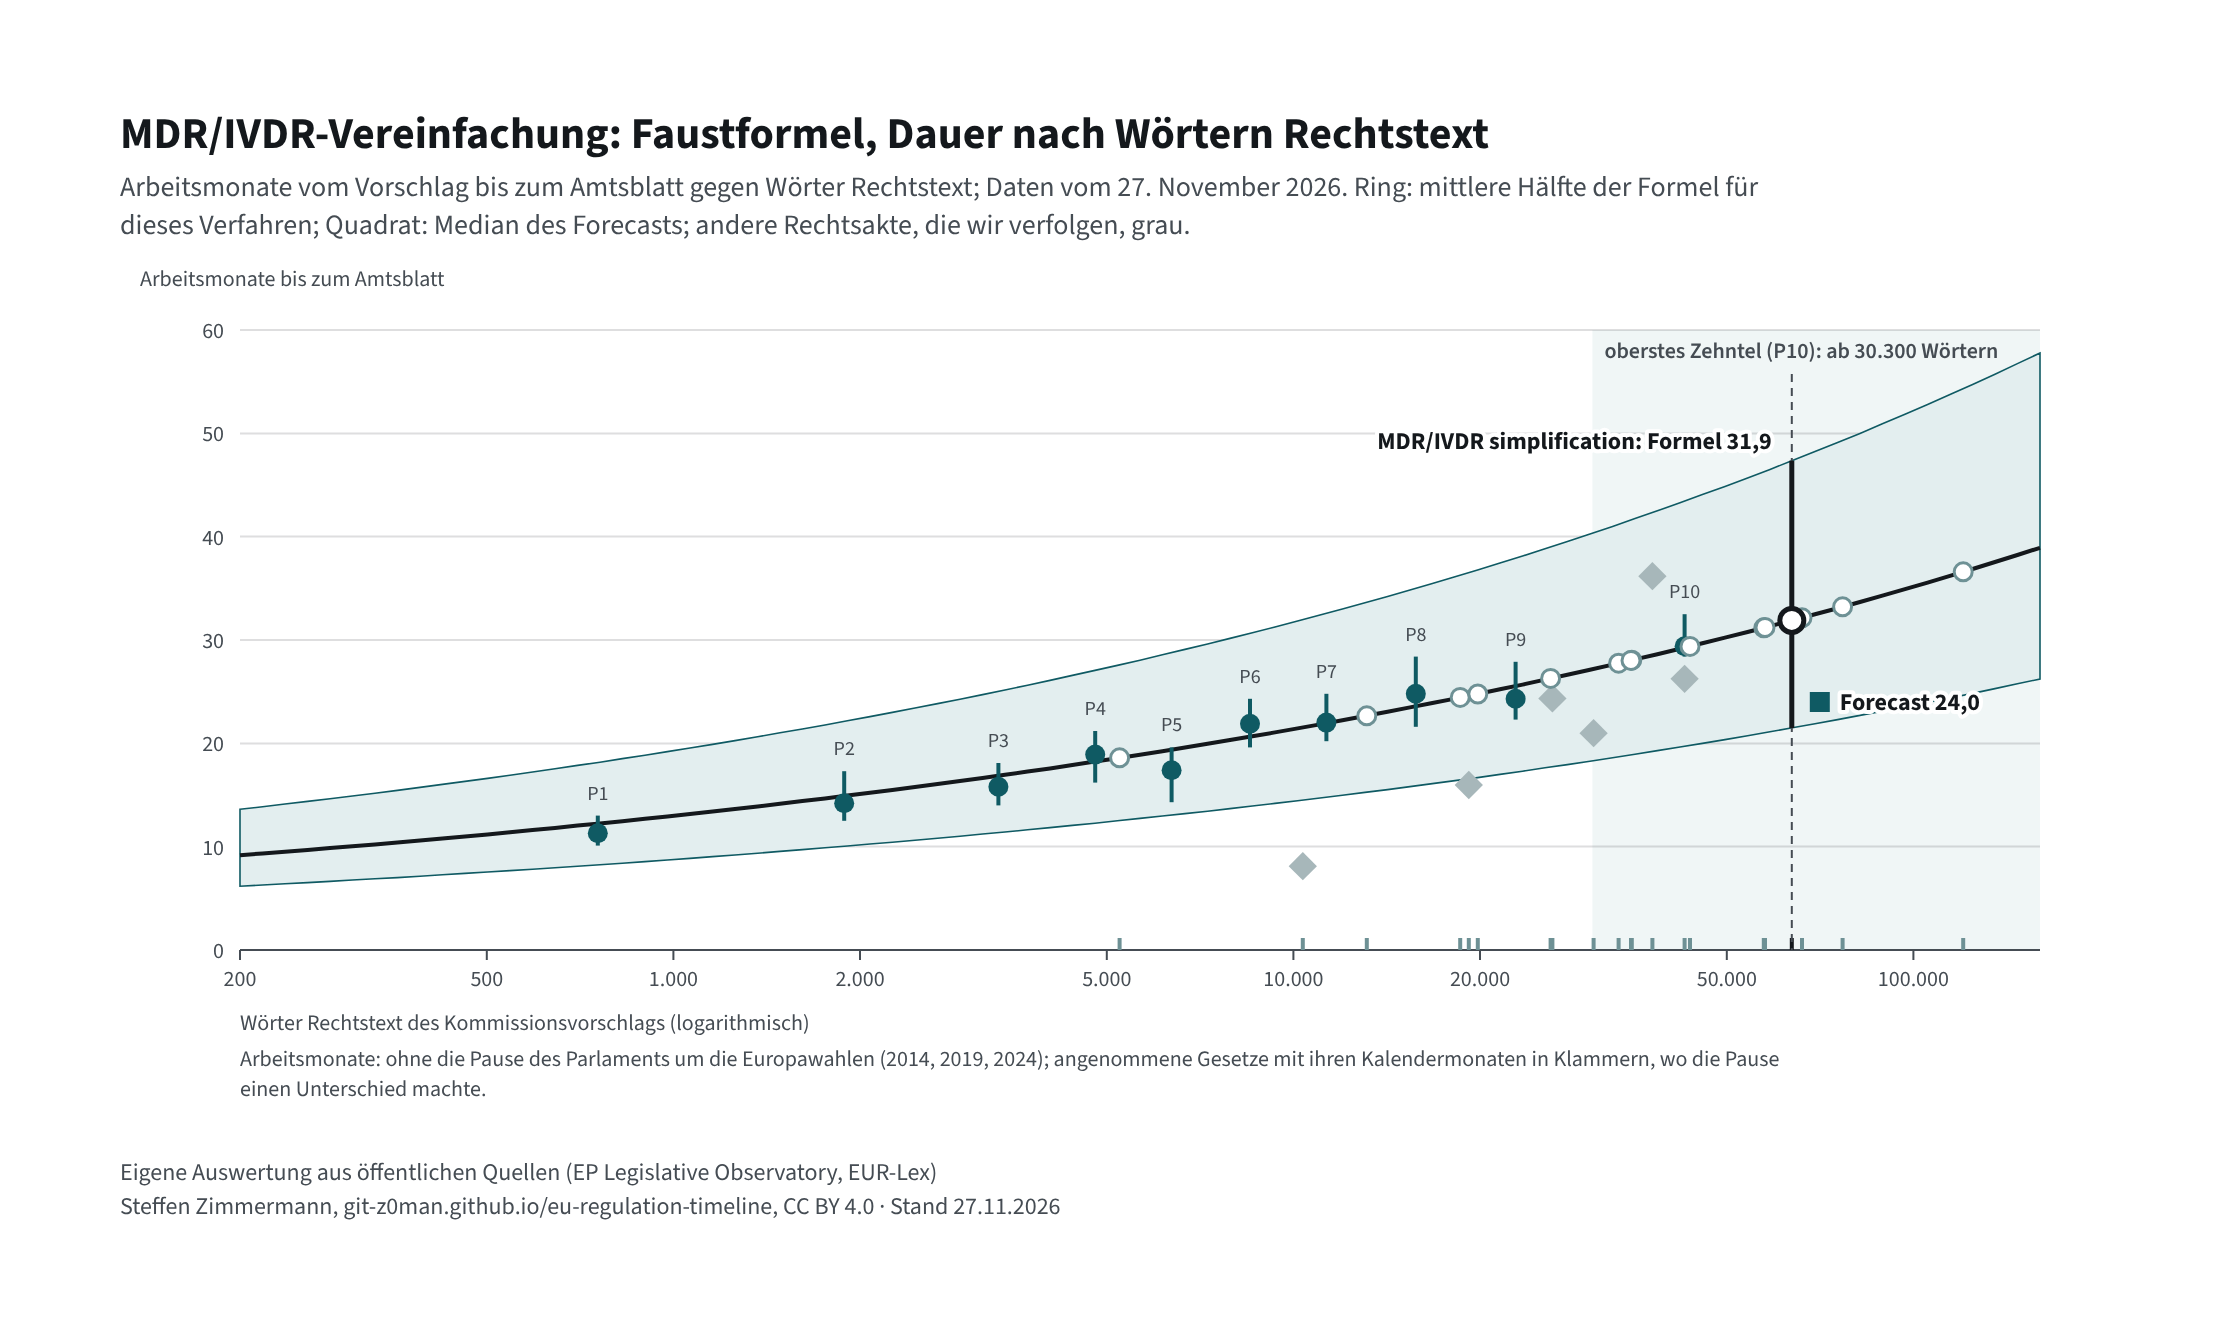 MDR/IVDR-Vereinfachung: Faustformel, Dauer nach Wörtern Rechtstext
Arbeitsmonate vom Vorschlag bis zum Amtsblatt gegen Wörter Rechtstext; Daten vom 27. November 2026. Ring: mittlere Hälfte der Formel für
dieses Verfahren; Quadrat: Median des Forecasts; andere Rechtsakte, die wir verfolgen, grau.
Arbeitsmonate bis zum Amtsblatt
60
oberstes Zehntel (P10): ab 30.300 Wörtern
50
MDR/IVDR simplification: Formel 31,9
40
P10
30
P8
P9
P7
P6
Forecast 24,0
P4
P5
20
P3
P2
P1
10
0
200
500
1.000
2.000
5.000
10.000
20.000
50.000
100.000
Wörter Rechtstext des Kommissionsvorschlags (logarithmisch)
Arbeitsmonate: ohne die Pause des Parlaments um die Europawahlen (2014, 2019, 2024); angenommene Gesetze mit ihren Kalendermonaten in Klammern, wo die Pause
einen Unterschied machte.
Eigene Auswertung aus öffentlichen Quellen (EP Legislative Observatory, EUR-Lex)
Steffen Zimmermann, git-z0man.github.io/eu-regulation-timeline, CC BY 4.0 · Stand 27.11.2026